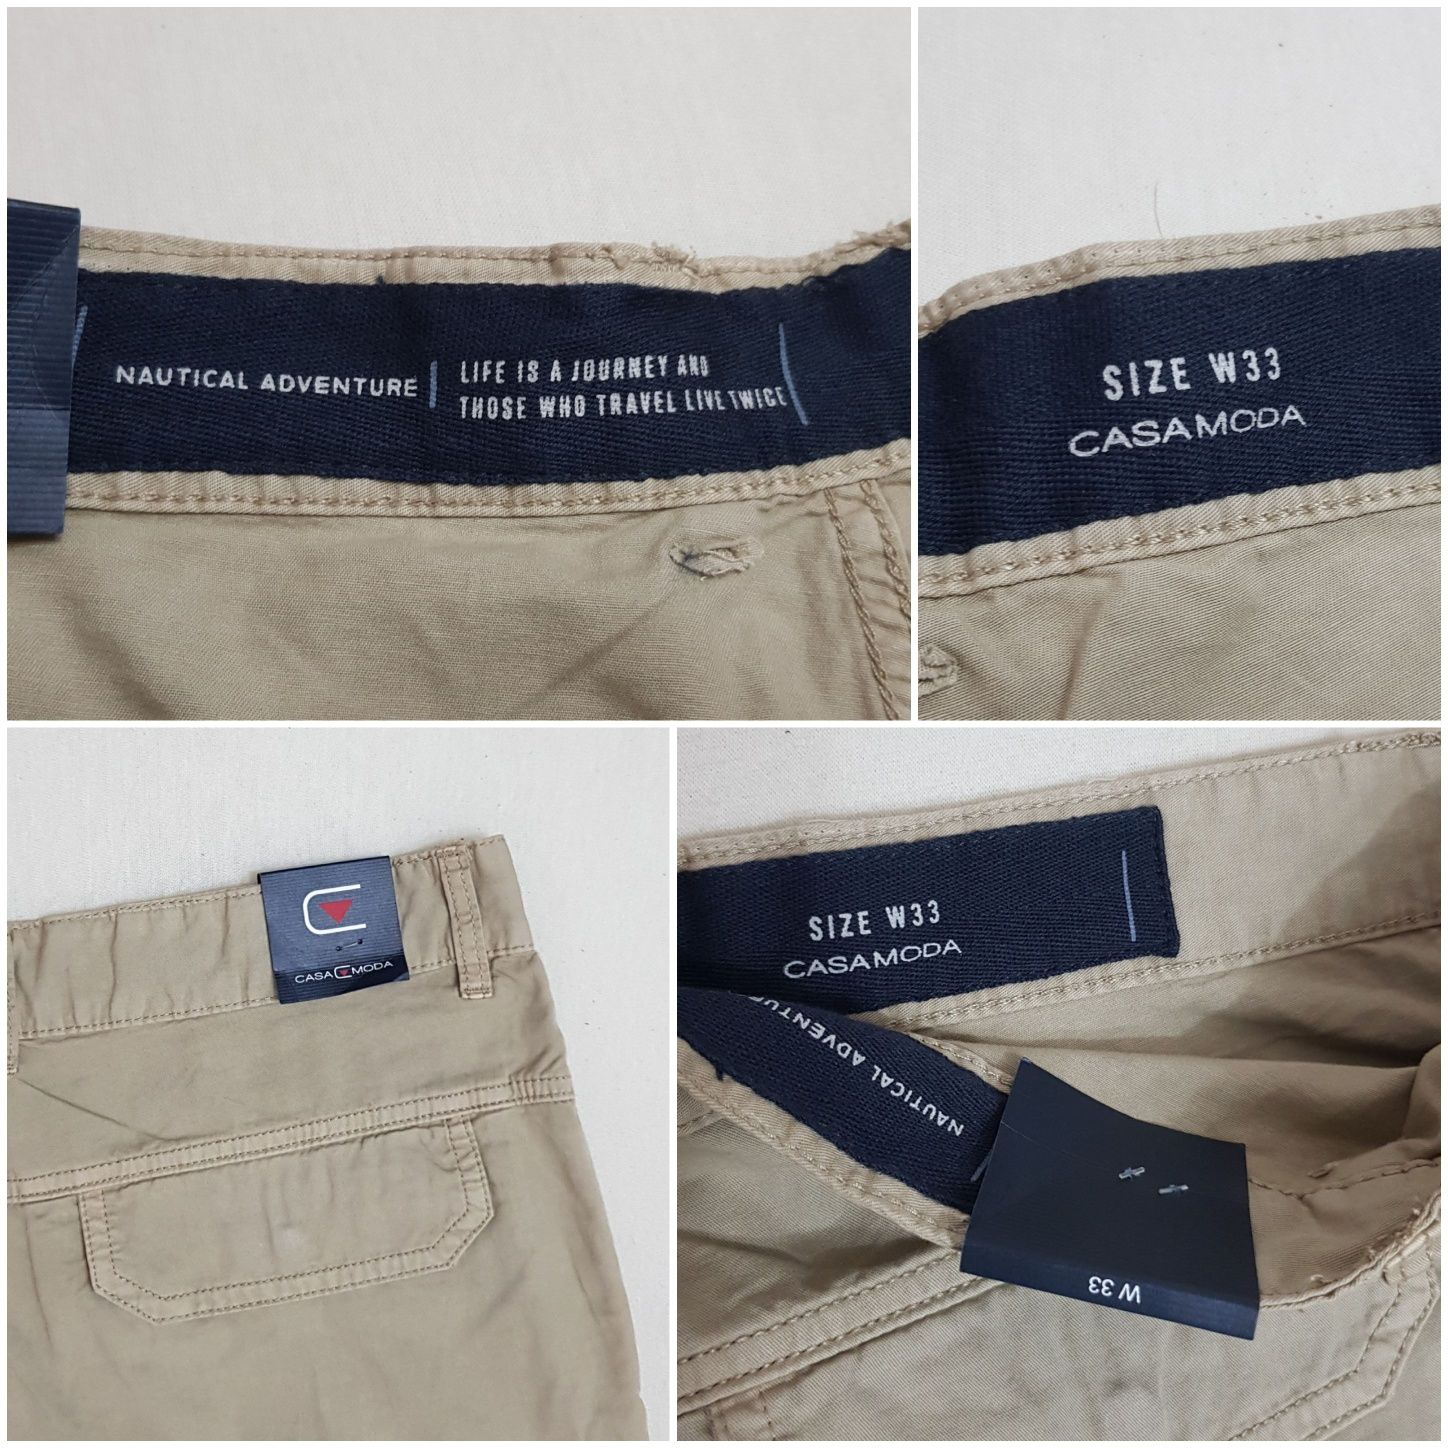 NAUTICAL ADVENTURE
LIFE IS A JOURNEY AND
THOSE WHO TRAVEL LIVE TWICE
SIZE W33
CASAMODA
CASA MODA
SIZE W33
CASAMODA
NAUTICAL ADVENTURE
W 33